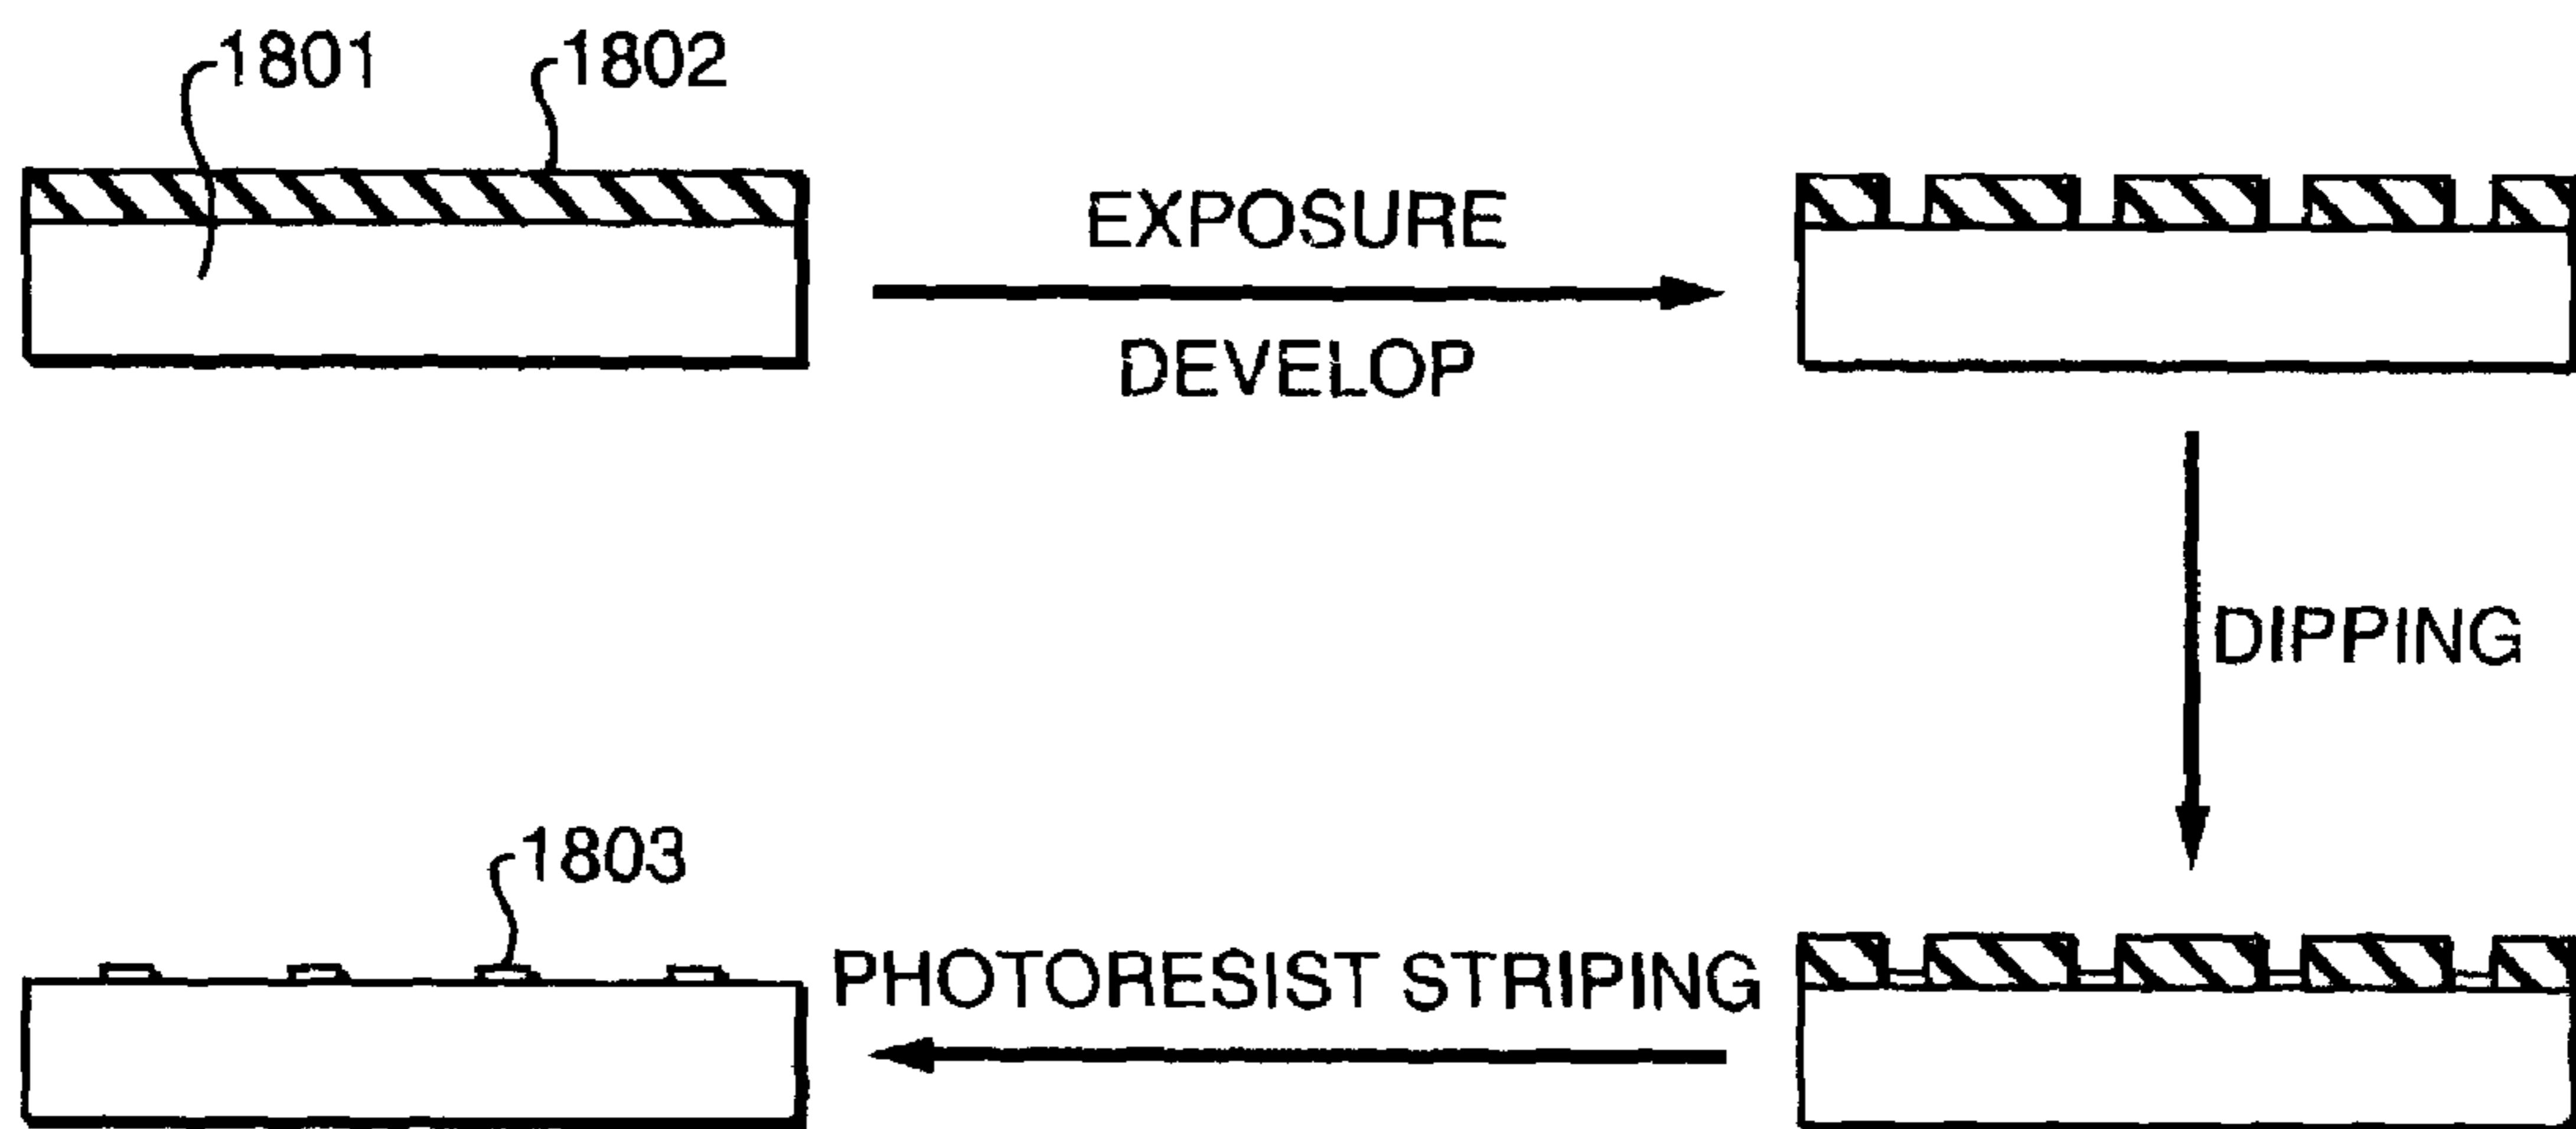 1801
1802
EXPOSURE
DEVELOP
DIPPING
1803
PHOTORESIST STRIPING